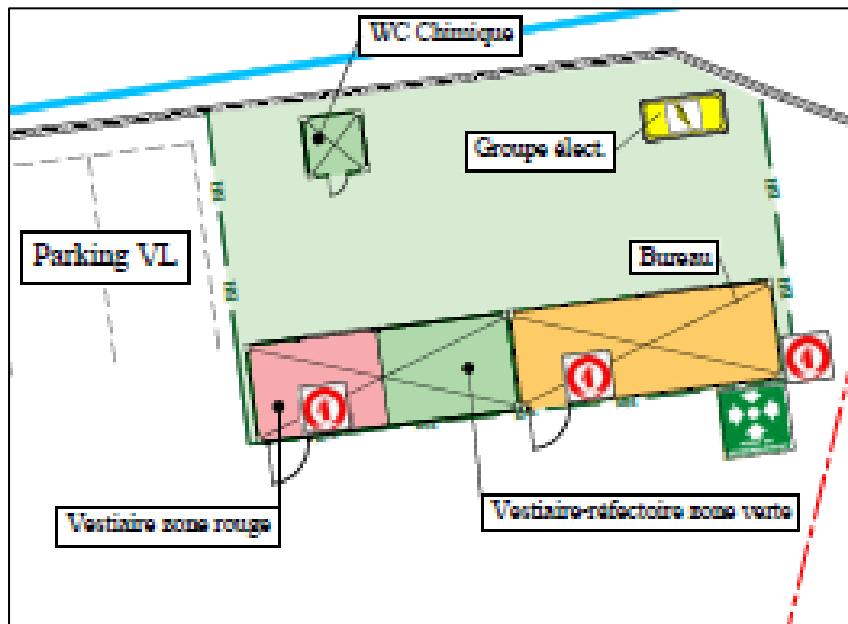 WC Chimique
Groupe élect.
Parking VL
Bureau
Vestiaire zone rouge
Vestiaire-réfectoire zone verte